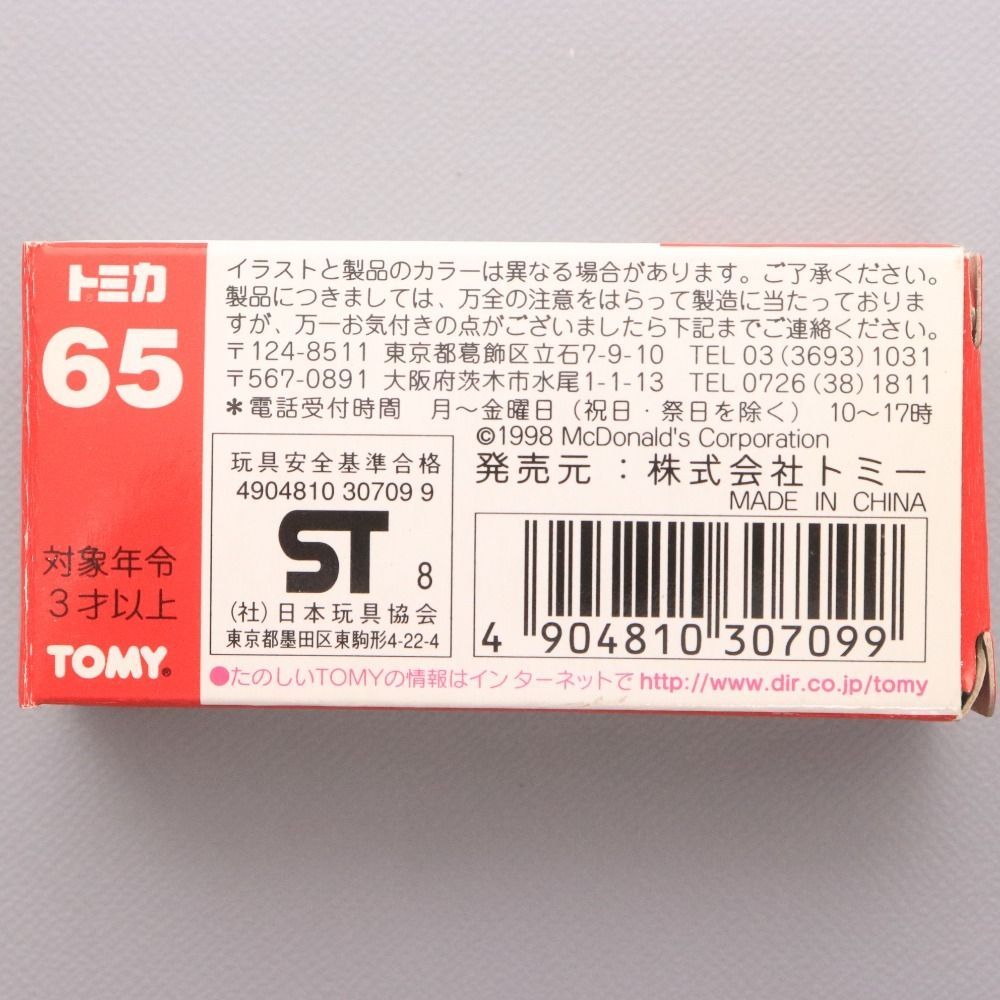 トミカ
65
対象年令
3才以上
TOMY®
イラストと製品のカラーは異なる場合があります。ご了承ください。
製品につきましては、万全の注意をはらって製造に当たっておりま
すが、万一お気付きの点がございましたら下記までご連絡ください。
〒124-8511 東京都葛飾区立石7-9-10 TEL 03 (3693) 1031
〒567-0891 大阪府茨木市水尾1-1-13 TEL 0726 (38) 1811
＊電話受付時間 月～金曜日（祝日・祭日を除く） 10～17時
©1998 McDonald's Corporation
発売元：株式会社トミー
MADE IN CHINA
玩具安全基準合格
4904810 30709 9
ST 8
(社)日本玩具協会
東京都墨田区東駒形4-22-4
4 904810 307099
●たのしいTOMYの情報はインターネットで http://www.dir.co.jp/tomy